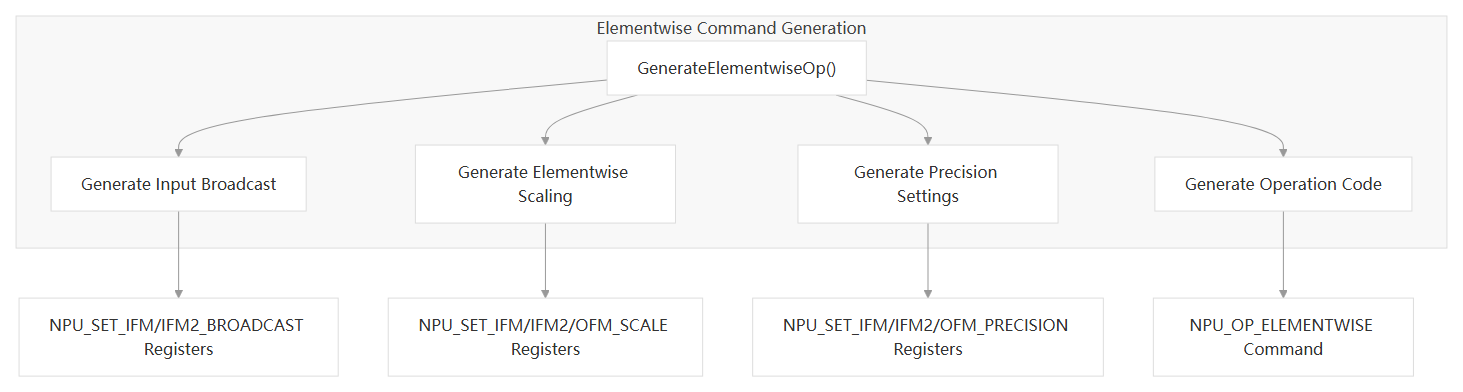 Elementwise Command Generation
GenerateElementwiseOp()
Generate Input Broadcast
Generate Elementwise
Scaling
Generate Precision
Settings
Generate Operation Code
NPU_SET_IFM/IFM2_BROADCAST
Registers
NPU_SET_IFM/IFM2/OFM_SCALE
Registers
NPU_SET_IFM/IFM2/OFM_PRECISION
Registers
NPU_OP_ELEMENTWISE
Command